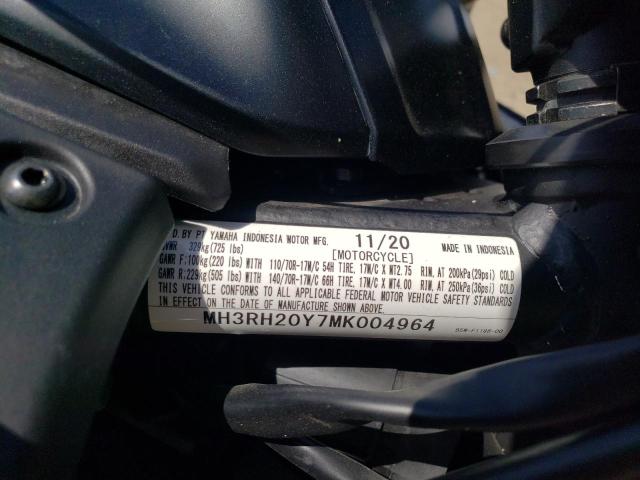 D. BY PT YAMAHA INDONESIA MOTOR MFG. 11/20 MADE IN INDONESIA
GVWR 329kg(725 lbs) [MOTORCYCLE]
GAWR F:100kg(220 lbs)WITH 110/70R-17M/C 54H TIRE, 17M/C X MT2.75 RIM, AT 200kPa(29psi) COLD
GAWR R:229kg(505 lbs)WITH 140/70R-17M/C 66H TIRE, 17M/C X MT4.00 RIM, AT 250kPa(36psi) COLD
THIS VEHICLE CONFORMS TO ALL APPLICABLE FEDERAL MOTOR VEHICLE SAFETY STANDARDS
IN EFFECT ON THE DATE OF MANUFACTURE SHOWN ABOVE.
MH3RH20Y7MK004964